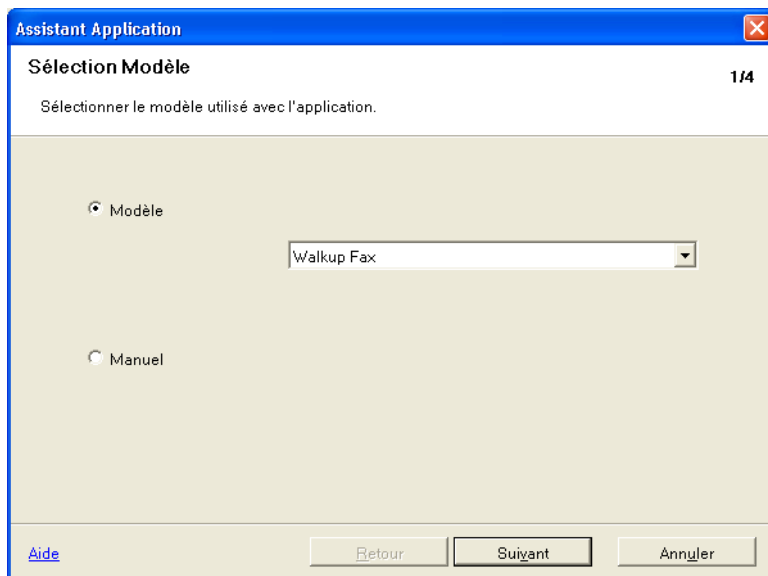 Assistant Application
Sélection Modèle
1/4
Sélectionner le modèle utilisé avec l'application.
Modèle
Walkup Fax
Manuel
Aide
Retour
Suivant
Annuler